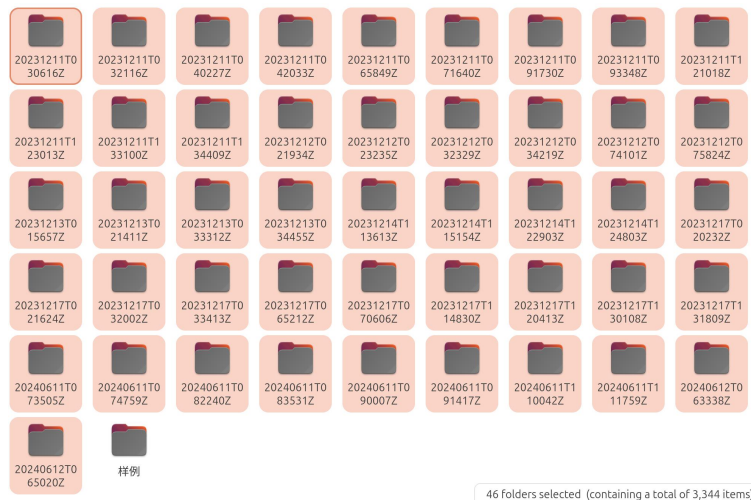 20231211T0 20231211T0 20231211T0 20231211T0 20231211T0 20231211T0 20231211T0 20231211T0 20231211T1
30616Z 32116Z 40227Z 42033Z 65849Z 71640Z 91730Z 93348Z 21018Z
20231211T1 20231211T1 20231211T1 20231212T0 20231212T0 20231212T0 20231212T0 20231212T0 20231212T0
23013Z 33100Z 34409Z 21934Z 23235Z 32329Z 34219Z 74101Z 75824Z
20231213T0 20231213T0 20231213T0 20231213T0 20231214T1 20231214T1 20231214T1 20231214T1 20231217T0
15657Z 21411Z 33312Z 34455Z 13613Z 15154Z 22903Z 24803Z 20232Z
20231217T0 20231217T0 20231217T0 20231217T0 20231217T0 20231217T1 20231217T1 20231217T1 20231217T1
21624Z 32002Z 33413Z 65212Z 70606Z 14830Z 20413Z 30108Z 31809Z
20240611T0 20240611T0 20240611T0 20240611T0 20240611T0 20240611T0 20240611T1 20240611T1 20240612T0
73505Z 74759Z 82240Z 83531Z 90007Z 91417Z 10042Z 11759Z 63338Z
20240612T0 样例
65020Z
46 folders selected (containing a total of 3,344 items)